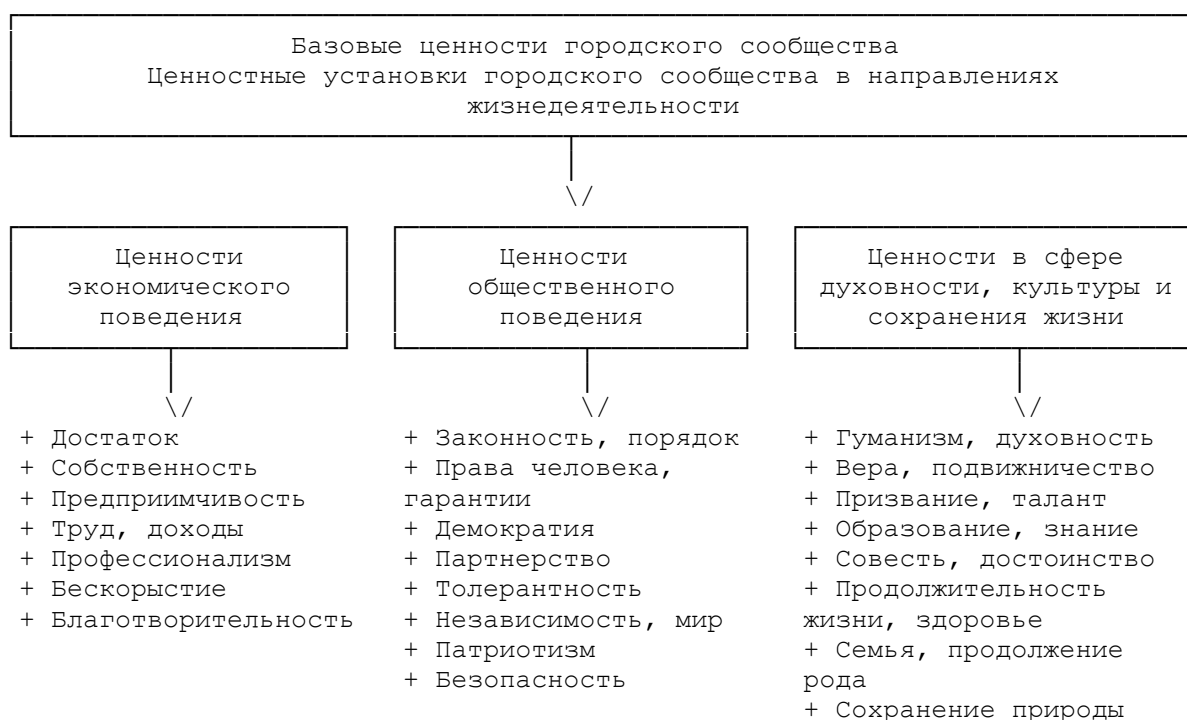 Базовые ценности городского сообщества
Ценностные установки городского сообщества в направлениях
жизнедеятельности
\/
Ценности
экономического
поведения
Ценности
общественного
поведения
Ценности в сфере
духовности, культуры и
сохранения жизни
\/
+ Достаток
+ Собственность
+ Предприимчивость
+ Труд, доходы
+ Профессионализм
+ Бескорыстие
+ Благотворительность
\/
+ Законность, порядок
+ Права человека,
гарантии
+ Демократия
+ Партнерство
+ Толерантность
+ Независимость, мир
+ Патриотизм
+ Безопасность
\/
+ Гуманизм, духовность
+ Вера, подвижничество
+ Призвание, талант
+ Образование, знание
+ Совесть, достоинство
+ Продолжительность
жизни, здоровье
+ Семья, продолжение
рода
+ Сохранение природы